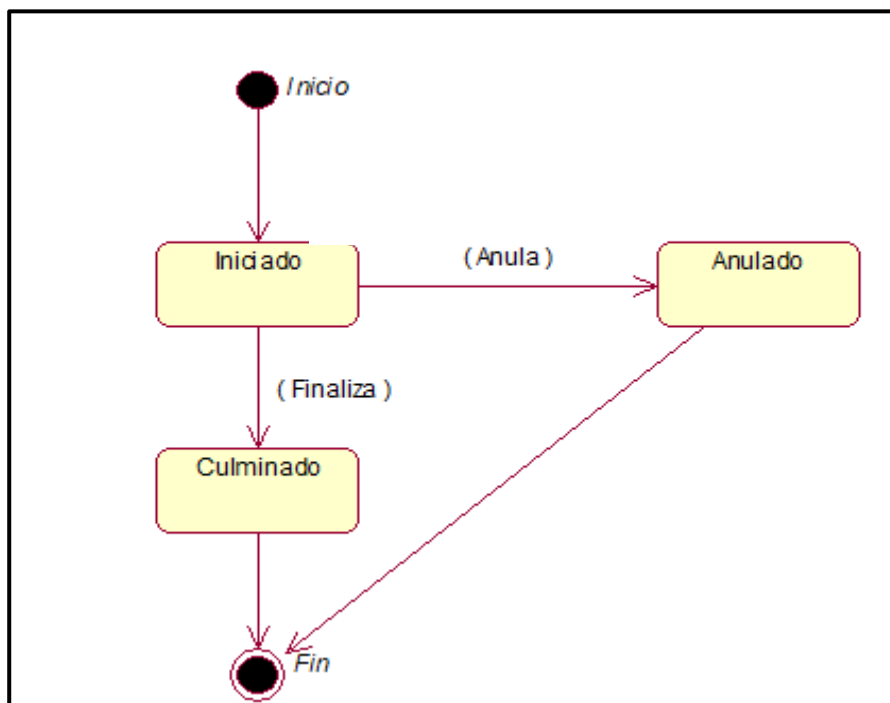 Inicio
Iniciado
( Anula )
Anulado
( Finaliza )
Culminado
Fin